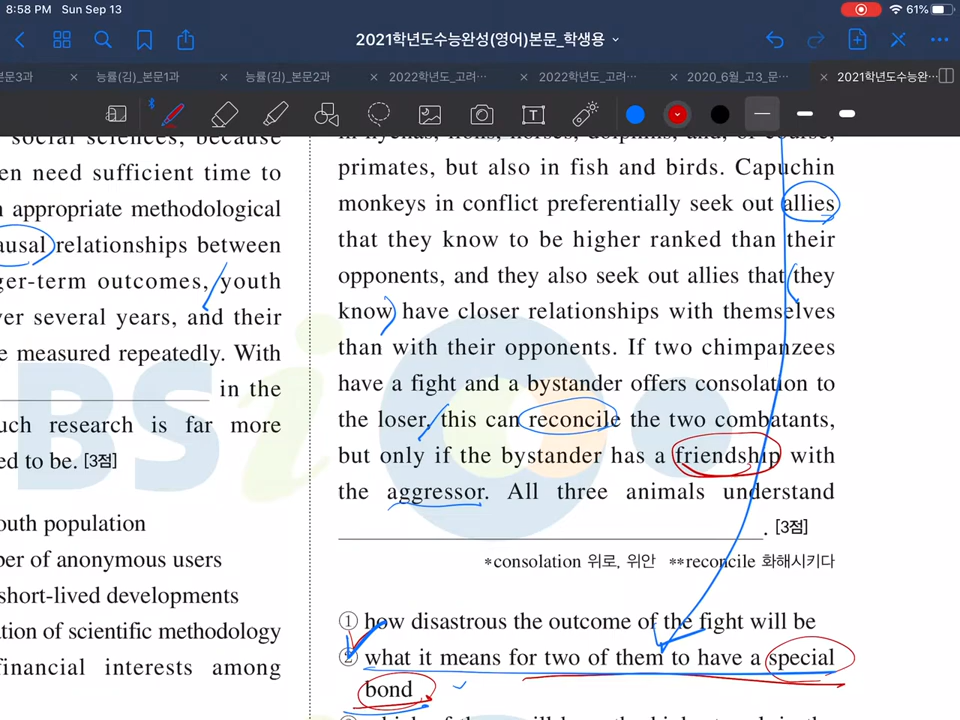 8:58 PM Sun Sep 13
61%
2021학년도수능완성(영어)본문_학생용
본문3과
능률(김)_본문1과
능률(김)_본문2과
2022학년도_고려…
2022학년도_고려…
2020_6월_고3_문…
2021학년도수능완…
social sciences, because
en need sufficient time to
appropriate methodological
ausal relationships between
ger-term outcomes, youth
ver several years, and their
e measured repeatedly. With
in the
uch research is far more
ed to be. [3점]
outh population
ber of anonymous users
short-lived developments
ation of scientific methodology
financial interests among
in hyenas, lions, horses, dolphins, and, of course,
primates, but also in fish and birds. Capuchin
monkeys in conflict preferentially seek out allies
that they know to be higher ranked than their
opponents, and they also seek out allies that they
know have closer relationships with themselves
than with their opponents. If two chimpanzees
have a fight and a bystander offers consolation to
the loser, this can reconcile the two combatants,
but only if the bystander has a friendship with
the aggressor. All three animals understand
. [3점]
*consolation 위로, 위안 **reconcile 화해시키다
① how disastrous the outcome of the fight will be
② what it means for two of them to have a special
bond
BSi